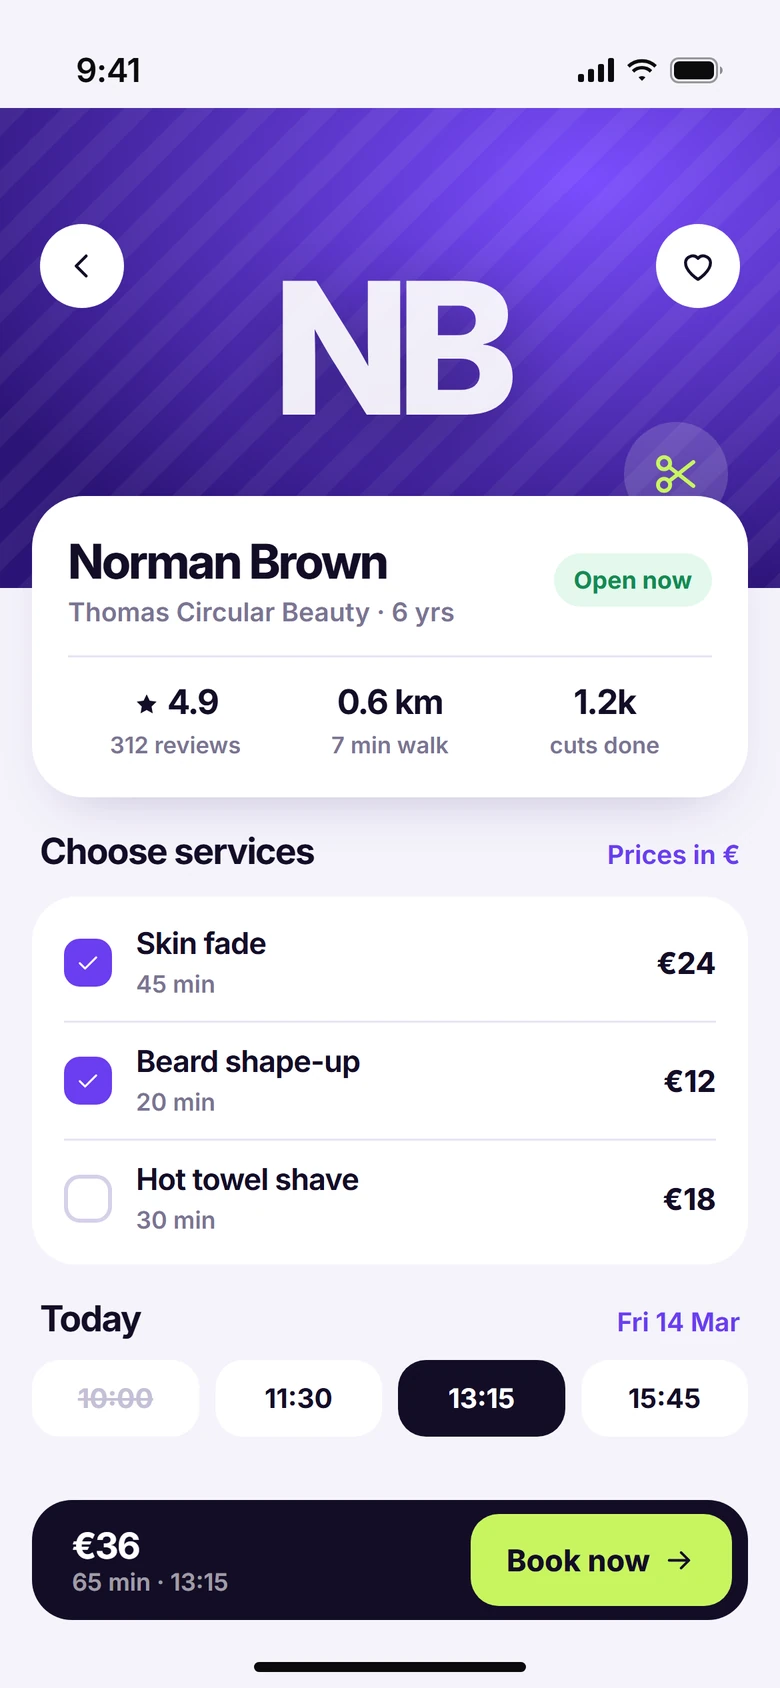 9:41
NB
Norman Brown
Open now
Thomas Circular Beauty · 6 yrs
★ 4.9
312 reviews
0.6 km
7 min walk
1.2k
cuts done
Choose services
Prices in €
Skin fade
45 min
€24
Beard shape-up
20 min
€12
Hot towel shave
30 min
€18
Today
Fri 14 Mar
10:00
11:30
13:15
15:45
€36
65 min · 13:15
Book now →